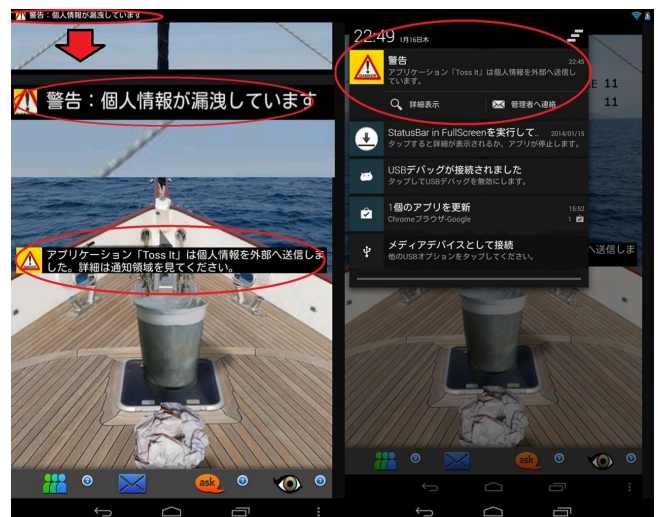 警告:個人情報が漏洩しています
警告:個人情報が漏洩しています
アプリケーション「Toss It」は個人情報を外部へ送信しま
した。詳細は通知領域を見てください。
ask
22:49 1月16日木
警告 22:45
アプリケーション「Toss It」は個人情報を外部へ送信し
ています。
詳細表示 管理者へ連絡
StatusBar in FullScreenを実行して.. 2014/01/15
タップすると詳細が表示されるか、アプリが停止します。
USBデバッグが接続されました
タップしてUSBデバッグを無効にします。
1個のアプリを更新 15:52
Chromeブラウザ-Google 1
メディアデバイスとして接続
他のUSBオプションをタップしてください。
E 11
11
へ送信しま
ask